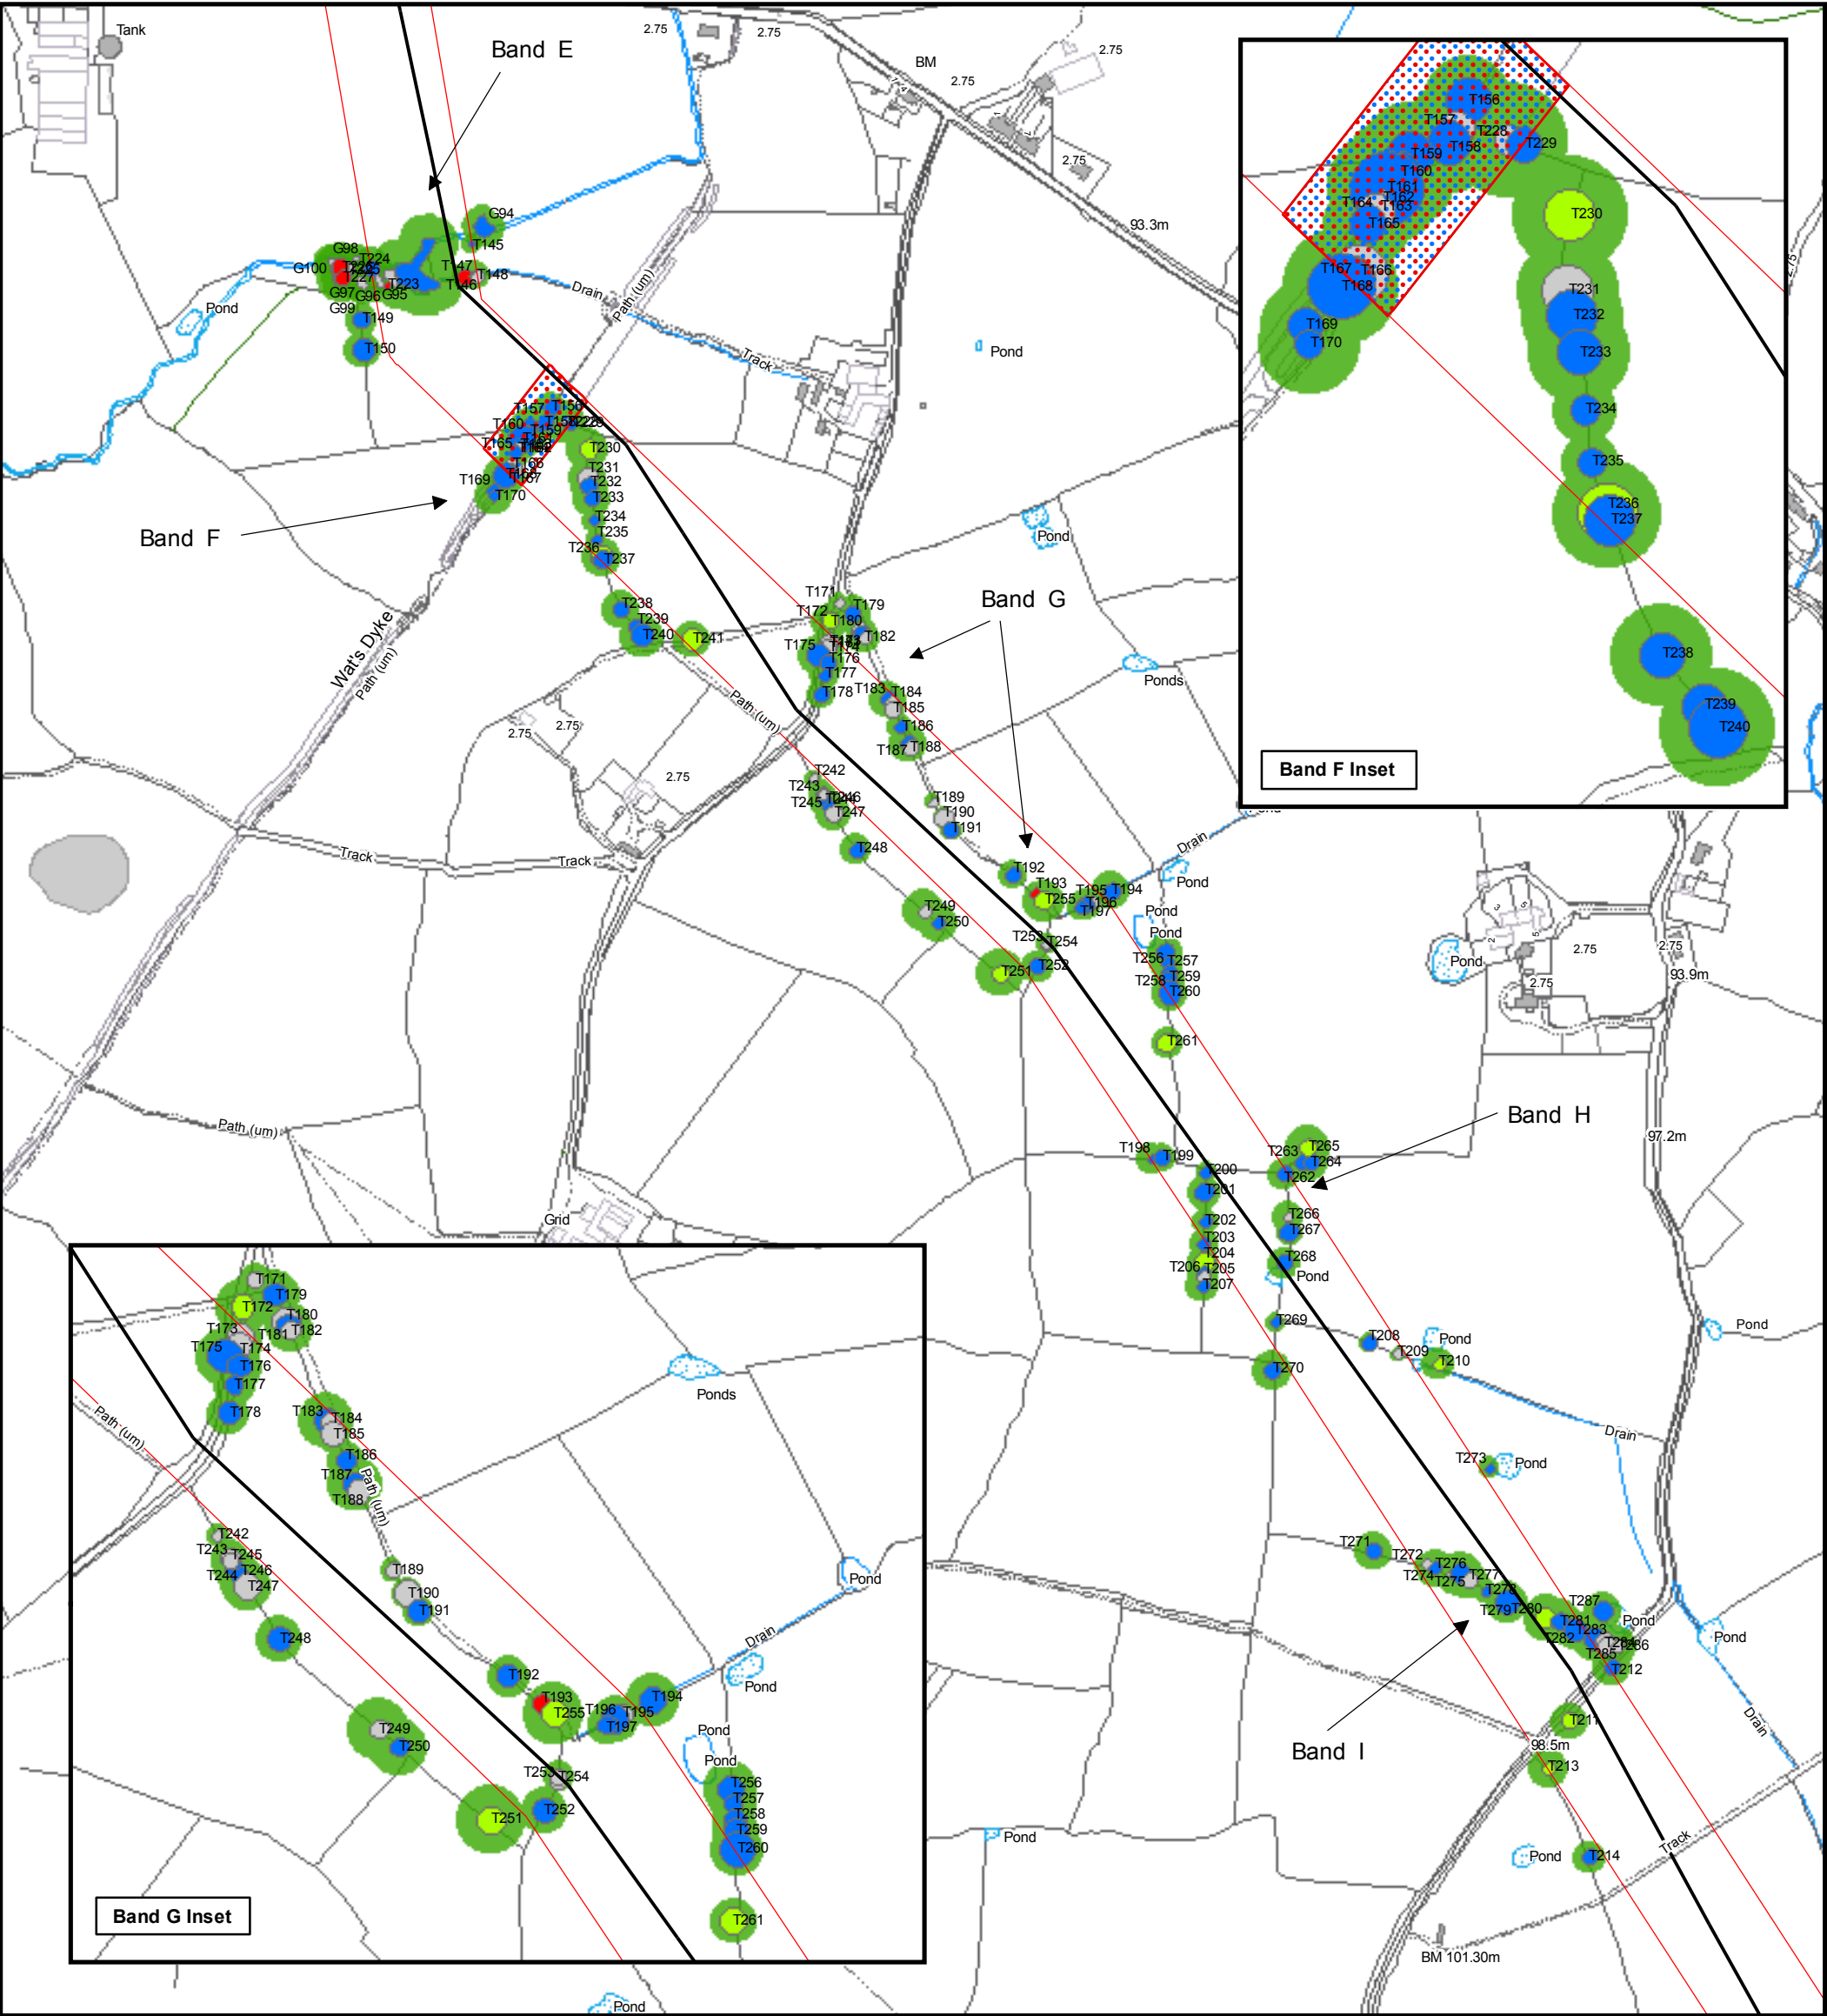 Tank
Band E
2.75
2.75
BM
2.75
2.75
2.75
93.3m
G94
T145
G98
T224
G100
T147
T148
T223
T146
G97
G96
G95
G99
T149
T150
Pond
Drain
Path (um)
Track
Pond
T157
T156
T160
T159
T165
T230
T166
T231
T169
T167
T232
T170
T233
T234
T235
T236
T237
Band F
Pond
T238
T239
T240
T241
Wat's Dyke
Path (um)
Path (um)
Band G
T171
T179
T172
T180
T182
T175
T176
T177
T178
T183
T184
T185
T186
T187
T188
Ponds
2.75
2.75
2.75
T242
T243
T246
T245
T247
T248
T189
T190
T191
Track
Track
T192
T193
T255
T195
T194
T196
T197
Drain
Pond
Pond
Pond
T249
T250
T251
T252
T253
T254
T256
T257
T258
T259
T260
T261
Pond
2.75
2.75
2.75
93.9m
Band H
97.2m
Path (um)
Grid
T198
T199
T200
T201
T202
T203
T204
T206
T205
T207
T263
T265
T264
T262
T266
T267
T268
Pond
T269
T270
T208
T209
T210
Pond
Pond
Drain
T273
Pond
T271
T272
T276
T274
T275
T277
T278
T279
T280
T281
T282
T283
T287
Pond
T286
T285
T212
T211
98.5m
T213
Band I
Pond
Drain
T214
Pond
Pond
Track
BM 101.30m
Pond
T156
T157
T228
T158
T229
T159
T160
T161
T162
T164
T163
T165
T230
T167
T166
T168
T231
T232
T169
T170
T233
T234
T235
T236
T237
T238
T239
T240
Band F Inset
T171
T179
T172
T180
T173
T181
T182
T175
T174
T176
T177
T178
Path (um)
T183
T184
T185
T186
T187
T188
Path (um)
Ponds
T242
T243
T245
T246
T244
T247
T189
T190
T191
T248
T192
T193
T255
T196
T195
T194
T197
Drain
Pond
Pond
Pond
Pond
T249
T250
T251
T252
T253
T254
T256
T257
T258
T259
T260
T261
Band G Inset